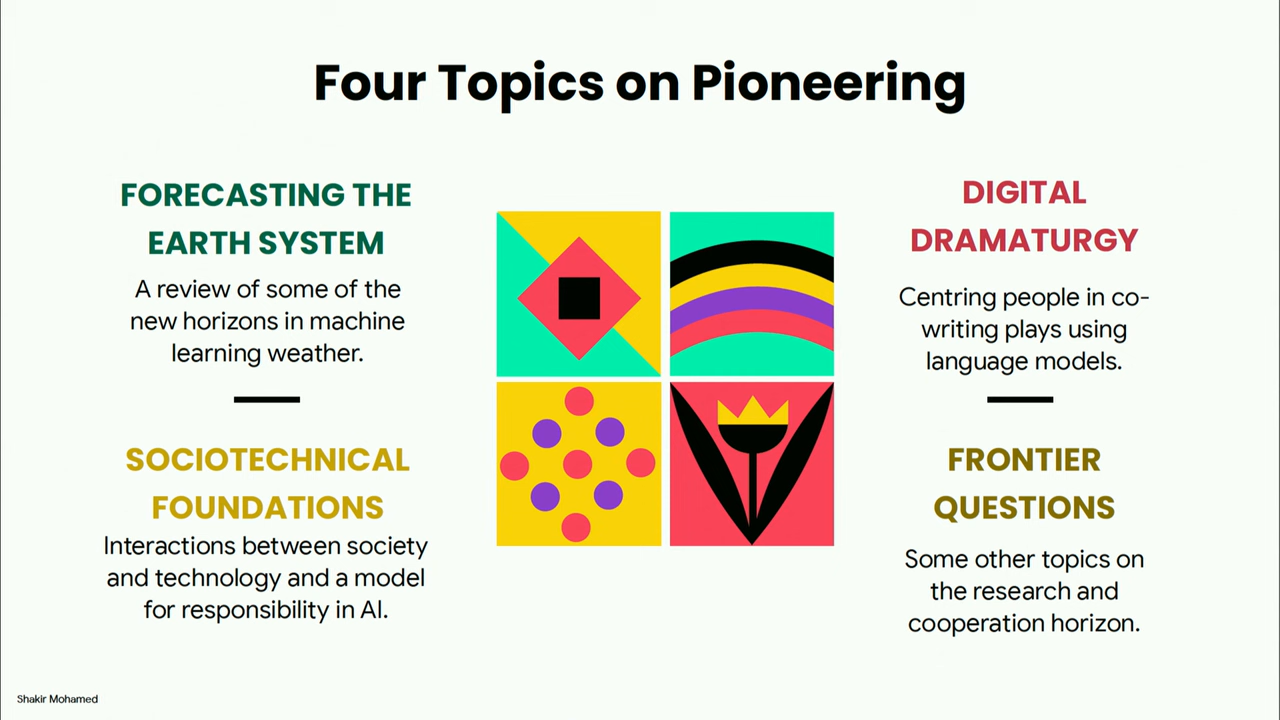 Four Topics on Pioneering
FORECASTING THE
EARTH SYSTEM
A review of some of the
new horizons in machine
learning weather.
SOCIOTECHNICAL
FOUNDATIONS
Interactions between society
and technology and a model
for responsibility in AI.
DIGITAL
DRAMATURGY
Centring people in co-
writing plays using
language models.
FRONTIER
QUESTIONS
Some other topics on
the research and
cooperation horizon.
Shakir Mohamed